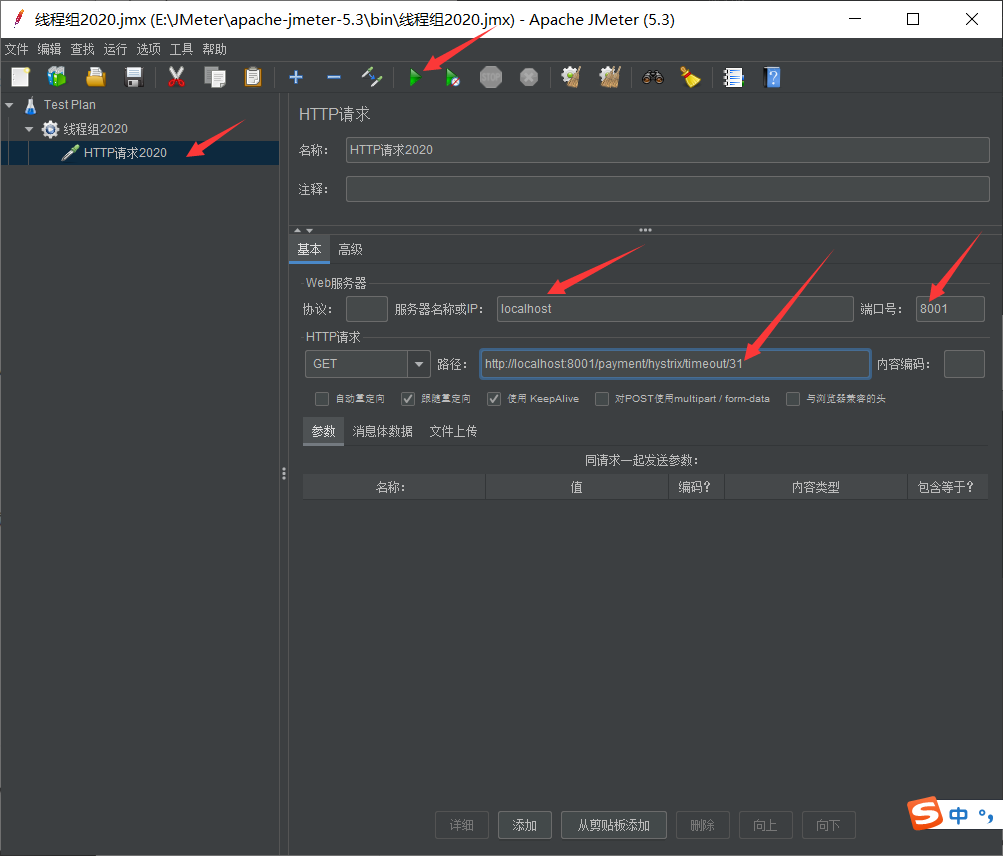 线程组2020.jmx (E:\JMeter\apache-jmeter-5.3\bin\线程组2020.jmx) - Apache JMeter (5.3)
文件 编辑 查找 运行 选项 工具 帮助
STOP
Test Plan
线程组2020
HTTP请求2020
HTTP请求
名称: HTTP请求2020
注释:
基本 高级
Web服务器
协议: 服务器名称或IP: localhost 端口号: 8001
HTTP请求
GET 路径: http://localhost:8001/payment/hystrix/timeout/31 内容编码:
自动重定向 跟随重定向 使用 KeepAlive 对POST使用multipart / form-data 与浏览器兼容的头
参数 消息体数据 文件上传
同请求一起发送参数:
名称: 值 编码? 内容类型 包含等于?
详细 添加 从剪贴板添加 删除 向上 向下
S 中 °,